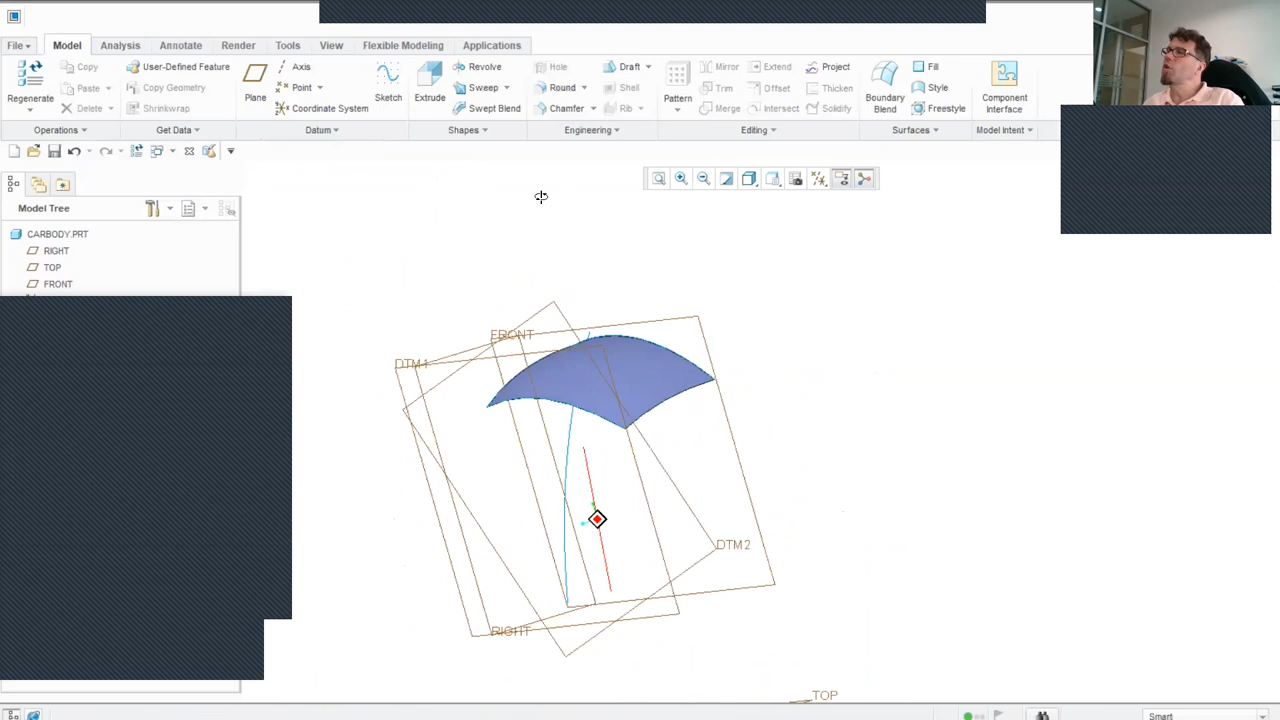 File Model Analysis Annotate Render Tools View Flexible Modeling Applications
Regenerate
Copy
Paste
Delete
User-Defined Feature
Copy Geometry
Shrinkwrap
Plane
Axis
Point
Coordinate System
Sketch
Extrude
Revolve
Sweep
Swept Blend
Hole
Round
Chamfer
Draft
Shell
Rib
Pattern
Mirror
Trim
Merge
Extend
Offset
Intersect
Project
Thicken
Solidify
Boundary
Blend
Fill
Style
Freestyle
Component
Interface
Operations Get Data Datum Shapes Engineering Editing Surfaces Model Intent
Model Tree
CARBODY.PRT
RIGHT
TOP
FRONT
FRONT
DTM1
DTM2
RIGHT
TOP
Smart